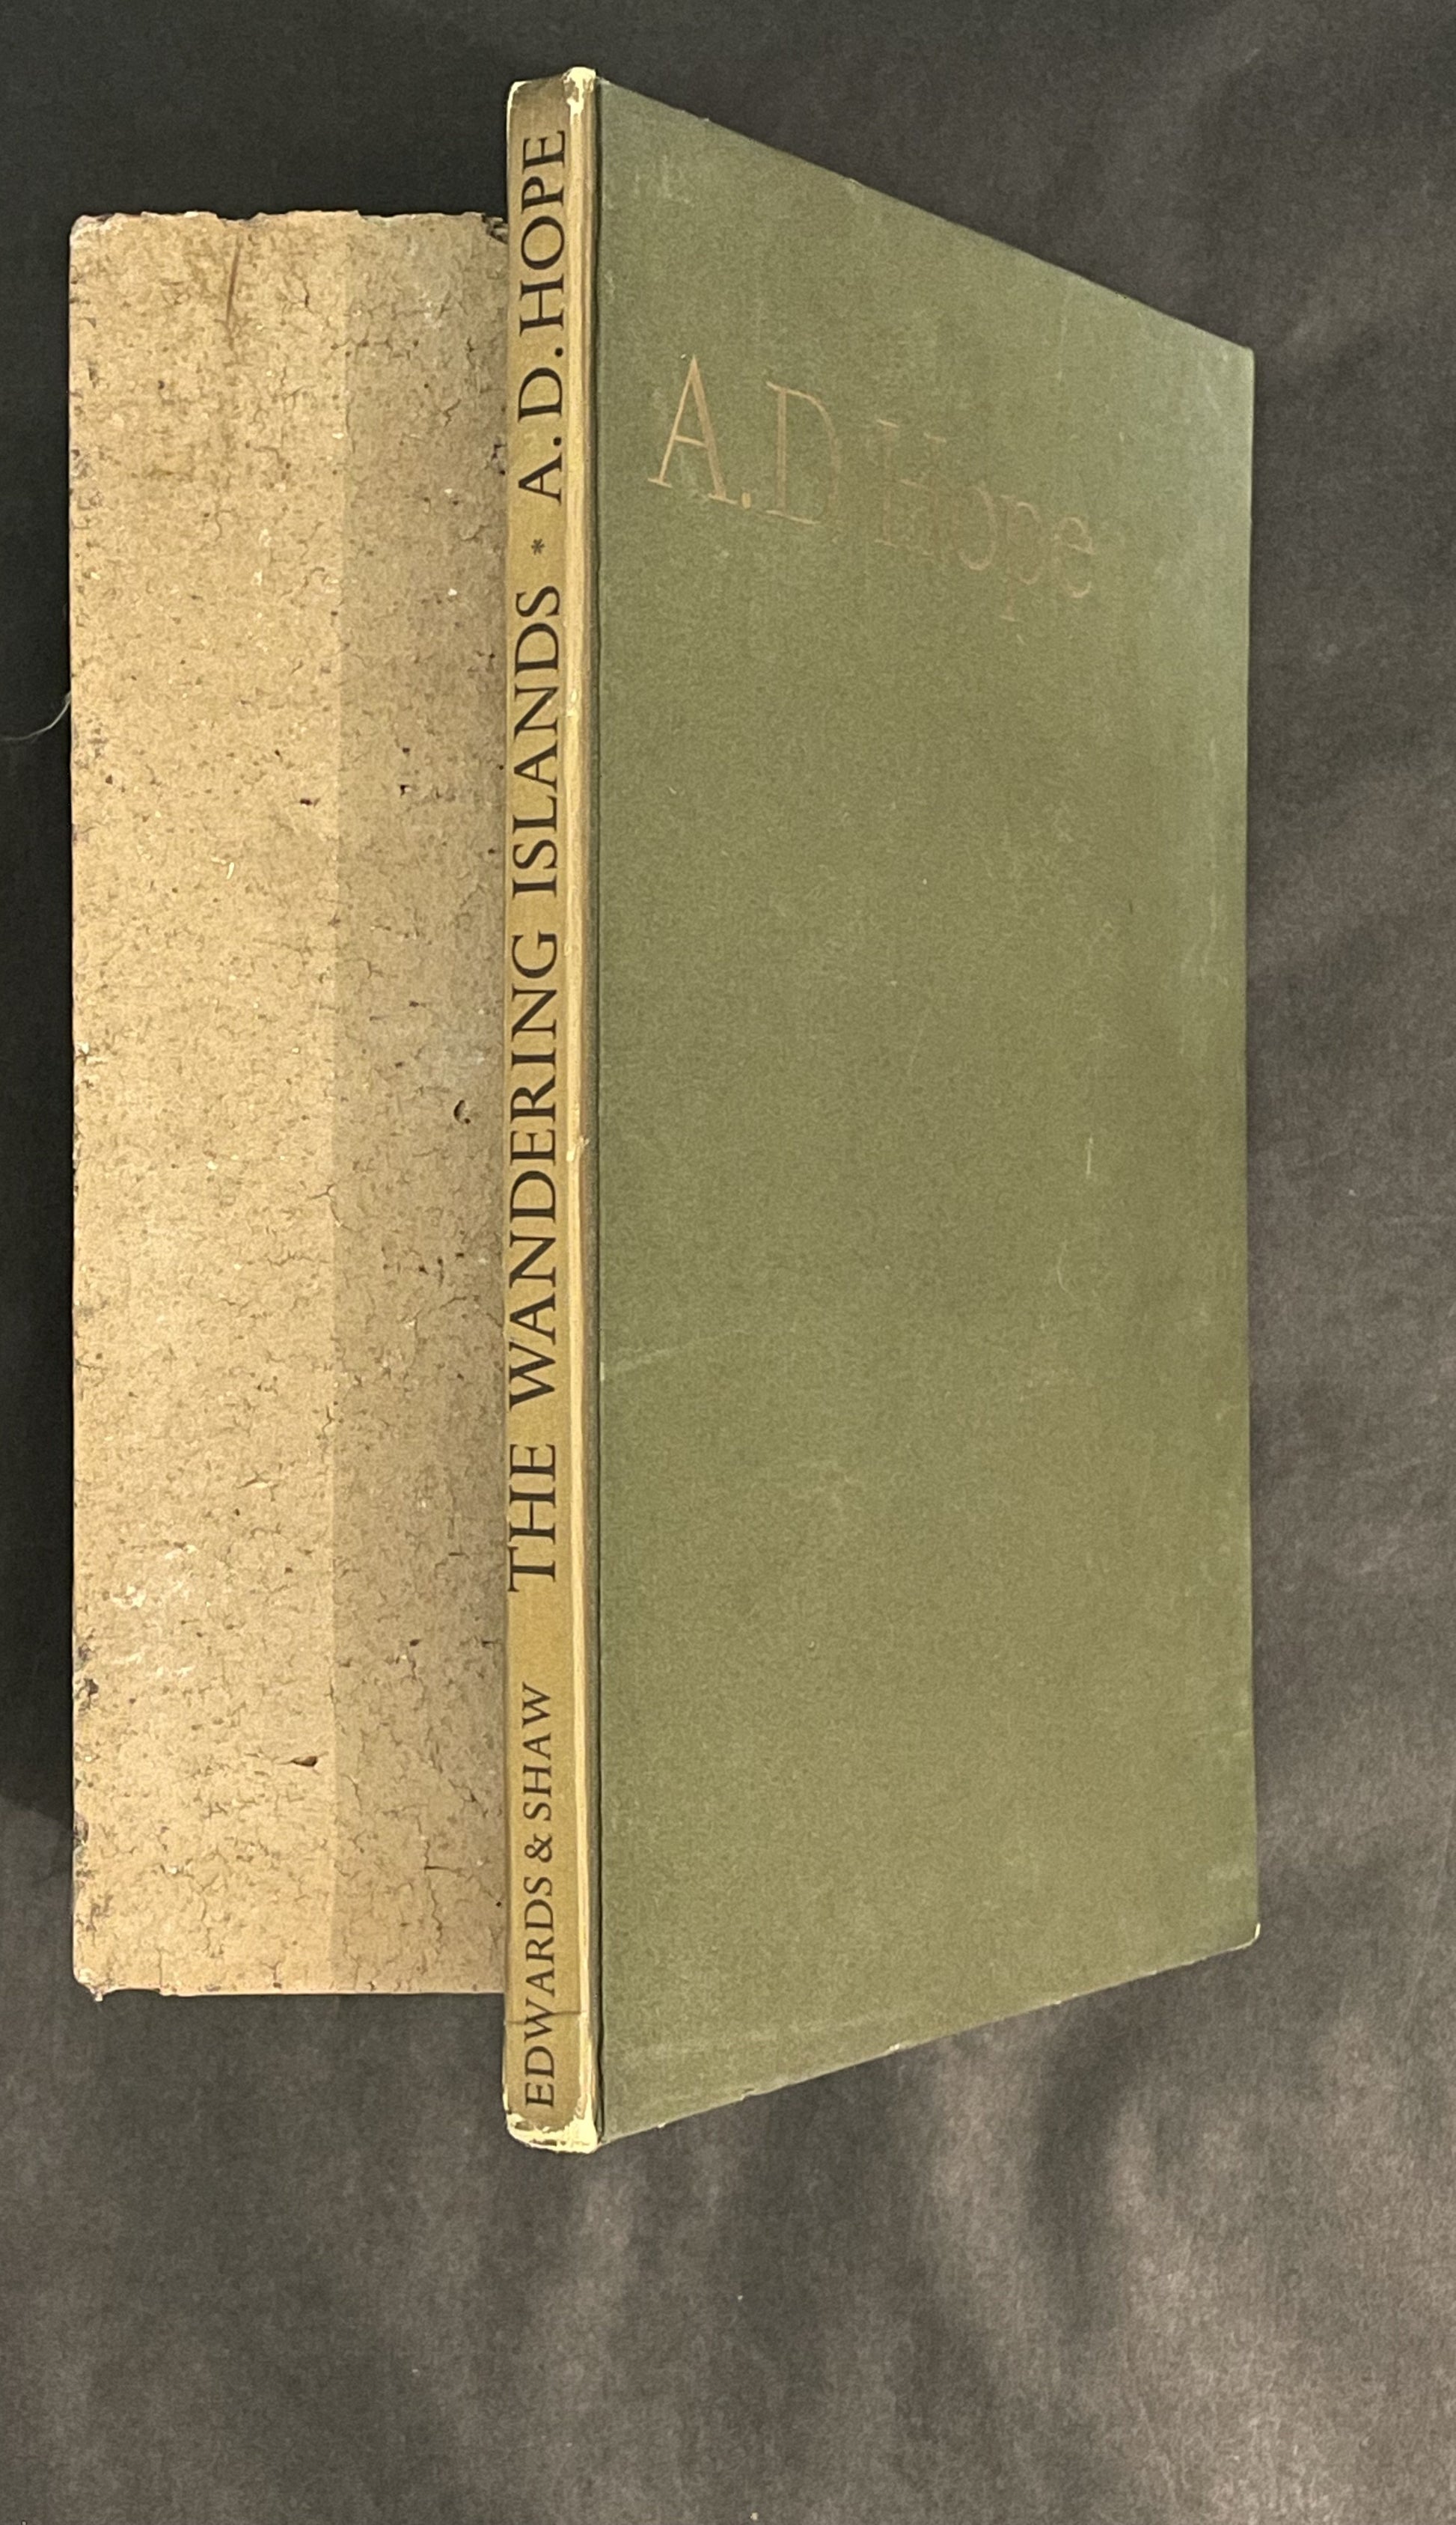 EDWARDS & SHAW THE WANDERING ISLANDS * A.D.HOPE
A.D. Hope